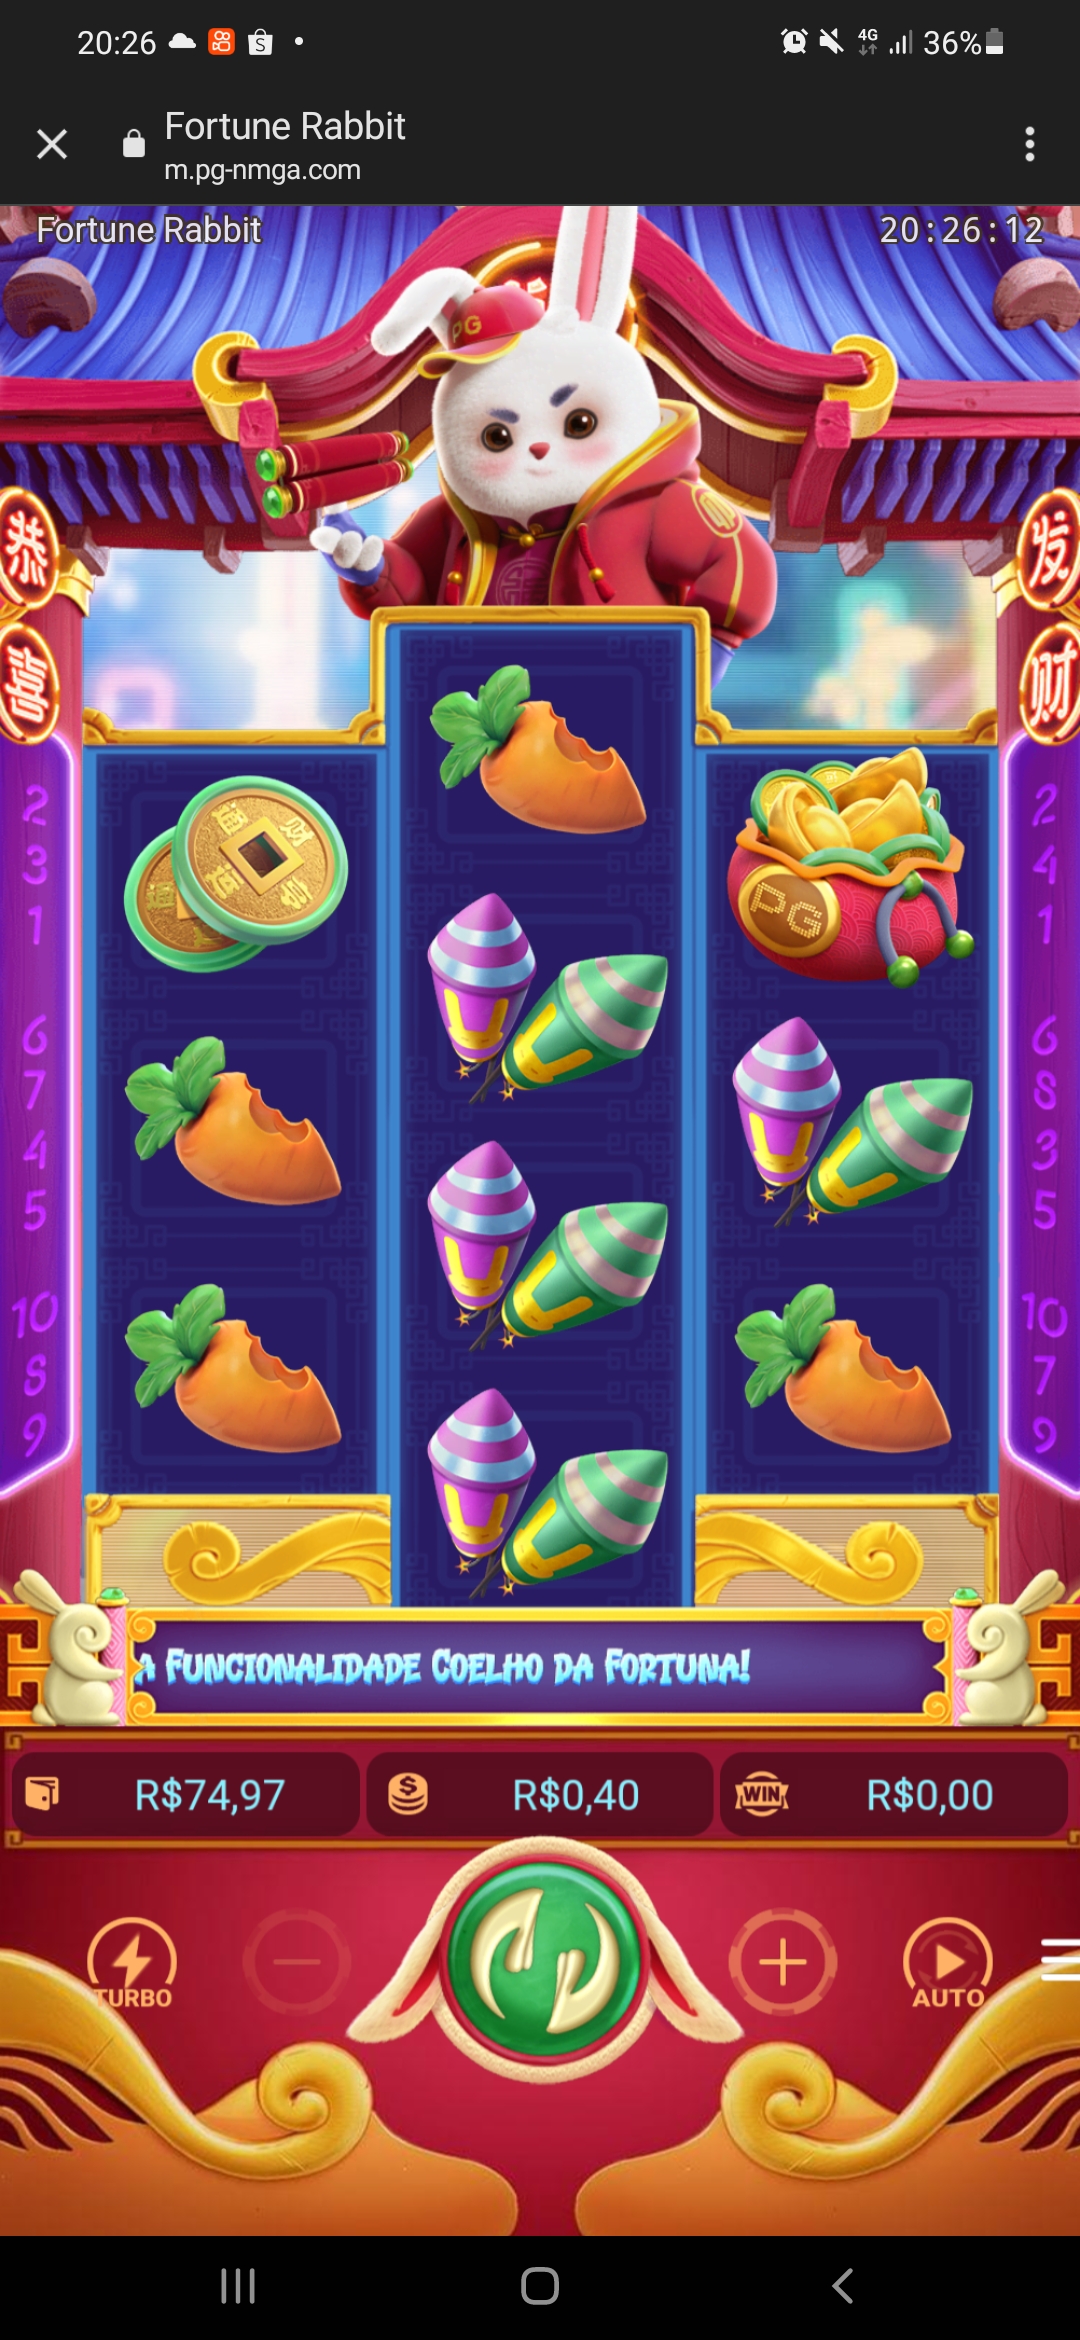 20:26 4G 36%
Fortune Rabbit
m.pg-nmga.com
Fortune Rabbit 20:26:12
PG
恭 发
喜 财
PG
2 2
3 4
1 1
6 6
7 8
4 3
5 5
10 10
8 7
9 9
A FUNCIONALIDADE COELHO DA FORTUNA!
R$74,97 R$0,40 WIN R$0,00
TURBO AUTO